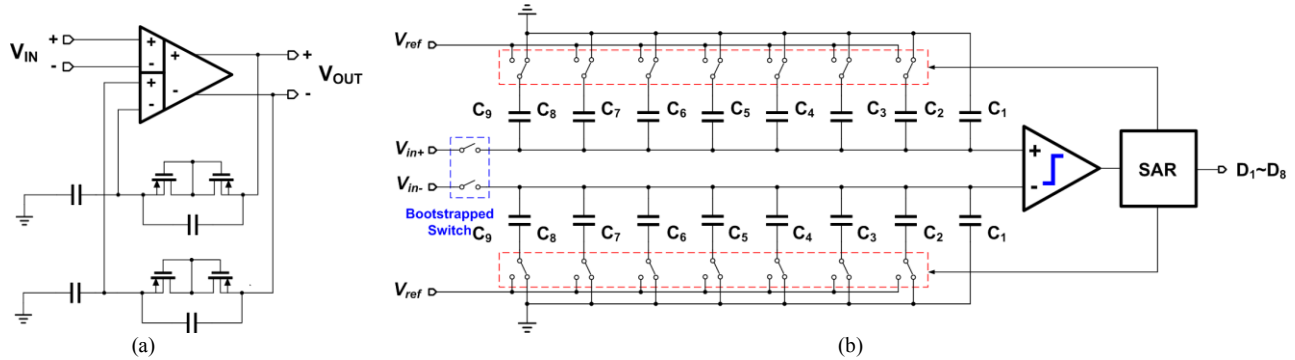 V_IN
+
-
+
-
+
-
+
-
+
-
V_OUT
(a)
V_ref
C_9 C_8 C_7 C_6 C_5 C_4 C_3 C_2 C_1
V_in+
V_in-
Bootstrapped
Switch
+
-
SAR
D_1~D_8
C_9 C_8 C_7 C_6 C_5 C_4 C_3 C_2 C_1
V_ref
(b)